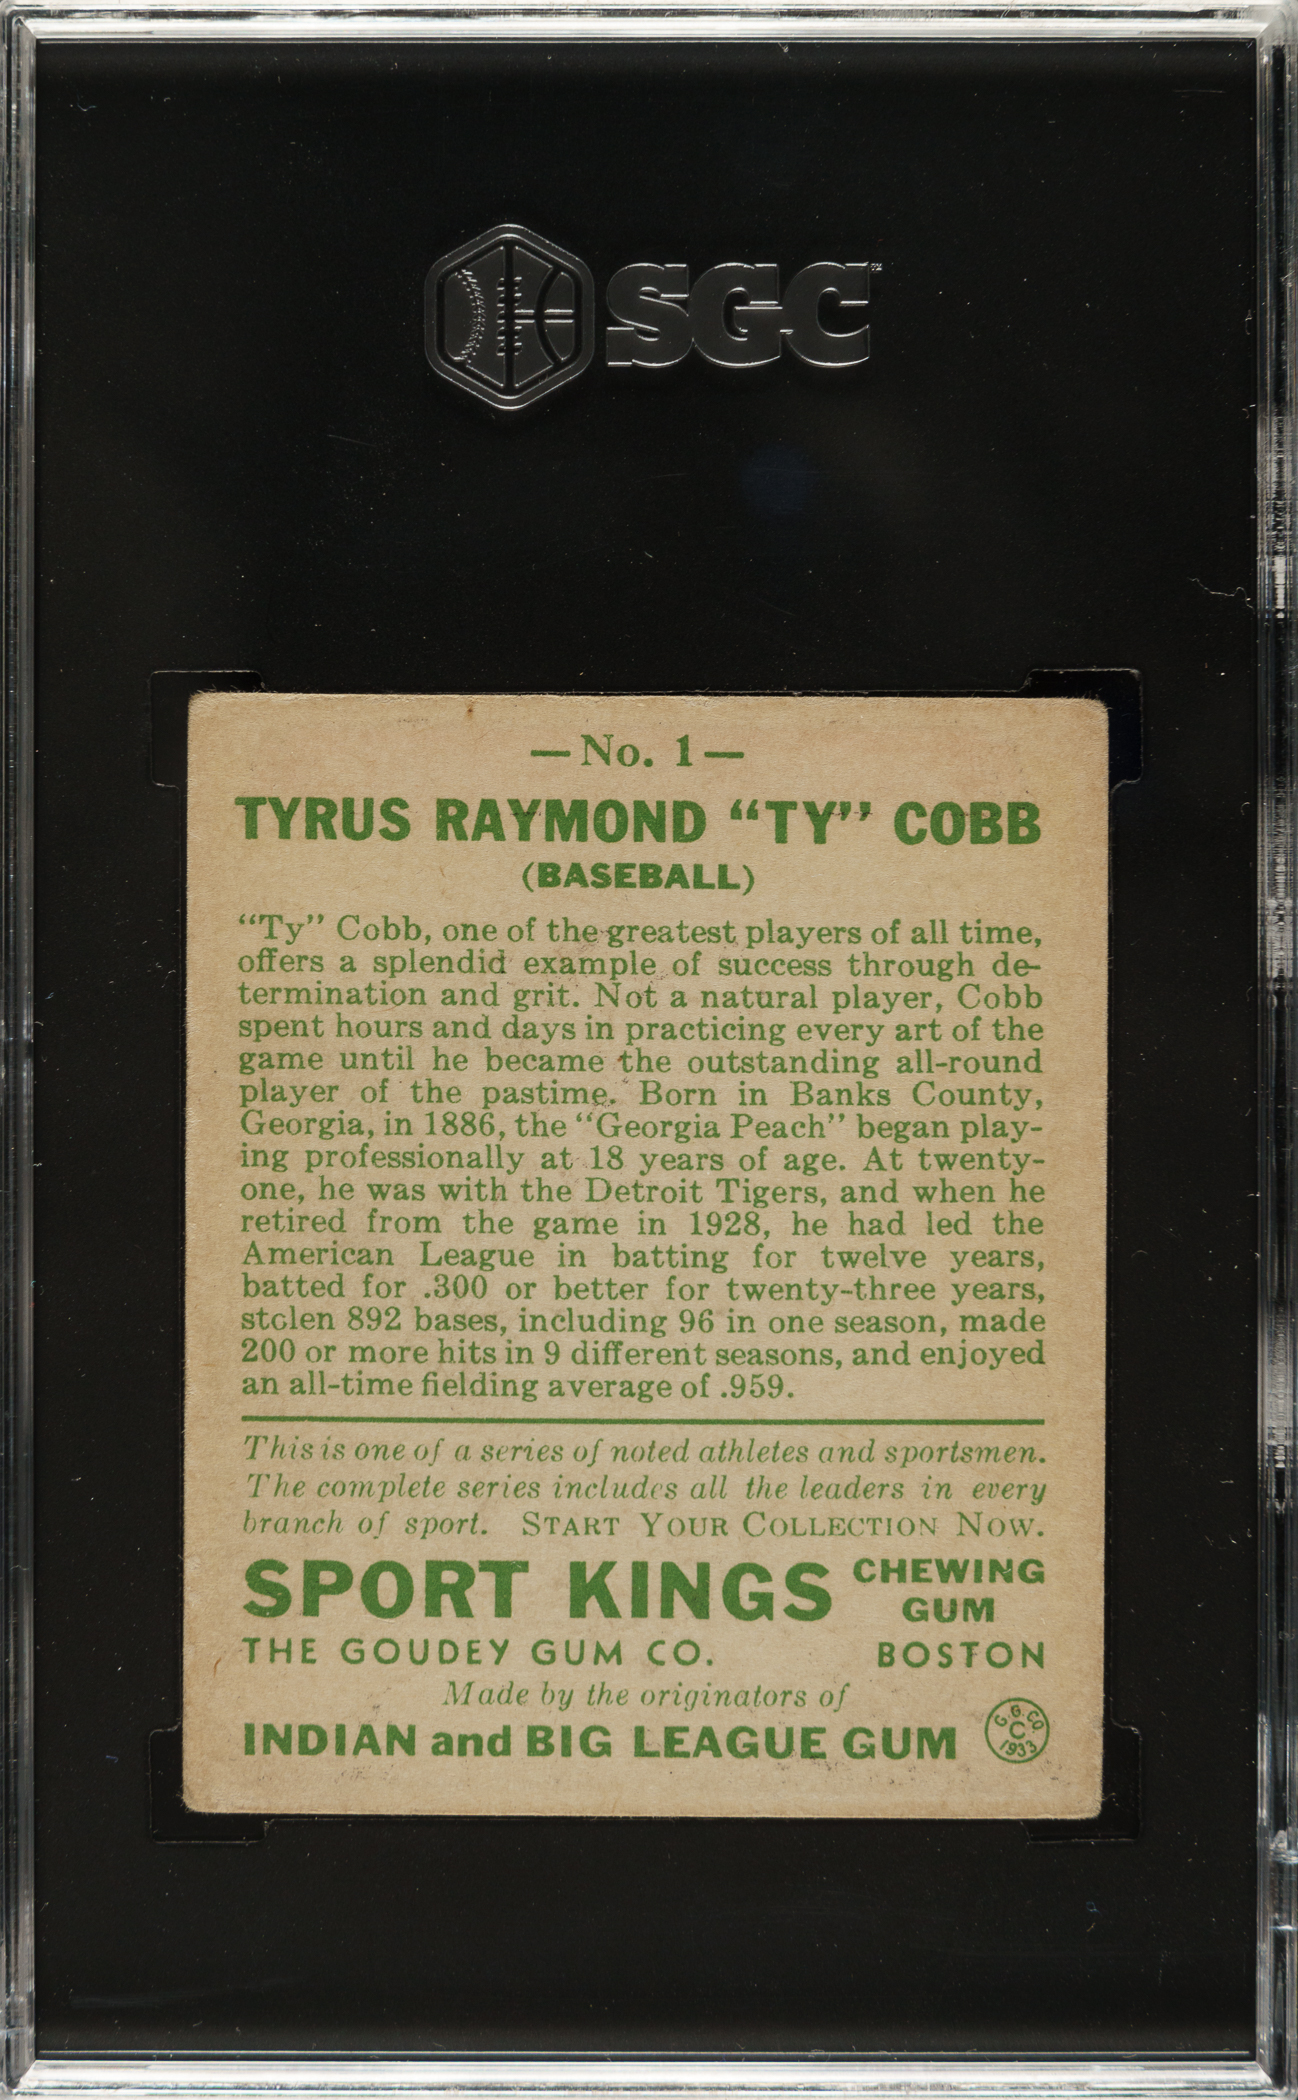 SGC™
—No. 1—
TYRUS RAYMOND “TY” COBB
(BASEBALL)
“Ty” Cobb, one of the greatest players of all time,
offers a splendid example of success through de-
termination and grit. Not a natural player, Cobb
spent hours and days in practicing every art of the
game until he became the outstanding all-round
player of the pastime. Born in Banks County,
Georgia, in 1886, the “Georgia Peach” began play-
ing professionally at 18 years of age. At twenty-
one, he was with the Detroit Tigers, and when he
retired from the game in 1928, he had led the
American League in batting for twelve years,
batted for .300 or better for twenty-three years,
stolen 892 bases, including 96 in one season, made
200 or more hits in 9 different seasons, and enjoyed
an all-time fielding average of .959.
This is one of a series of noted athletes and sportsmen.
The complete series includes all the leaders in every
branch of sport. START YOUR COLLECTION NOW.
SPORT KINGS CHEWING GUM
THE GOUDEY GUM CO. BOSTON
Made by the originators of
INDIAN and BIG LEAGUE GUM
G. G. CO.
C
1933